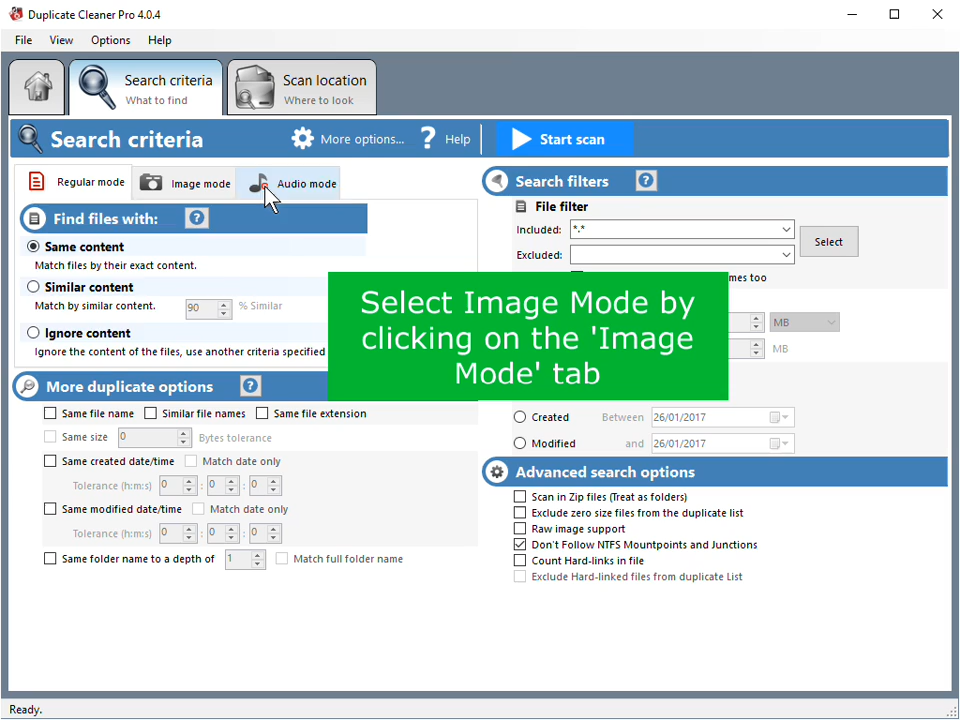 Duplicate Cleaner Pro 4.0.4
File View Options Help
Search criteria
What to find
Scan location
Where to look
Search criteria More options... ? Help Start scan
Regular mode Image mode Audio mode
Find files with: ?
Same content
Match files by their exact content.
Similar content
Match by similar content. 90 % Similar
Ignore content
Ignore the content of the files, use another criteria specified
More duplicate options ?
Same file name Similar file names Same file extension
Same size 0 Bytes tolerance
Same created date/time Match date only
Tolerance (h:m:s) 0 : 0 : 0
Same modified date/time Match date only
Tolerance (h:m:s) 0 : 0 : 0
Same folder name to a depth of 1 Match full folder name
Select Image Mode by
clicking on the 'Image
Mode' tab
Search filters ?
File filter
Included: *.*
Excluded:
Select
mes too
MB
MB
Created Between 26/01/2017
Modified and 26/01/2017
Advanced search options
Scan in Zip files (Treat as folders)
Exclude zero size files from the duplicate list
Raw image support
Don't Follow NTFS Mountpoints and Junctions
Count Hard-links in file
Exclude Hard-linked files from duplicate List
Ready.